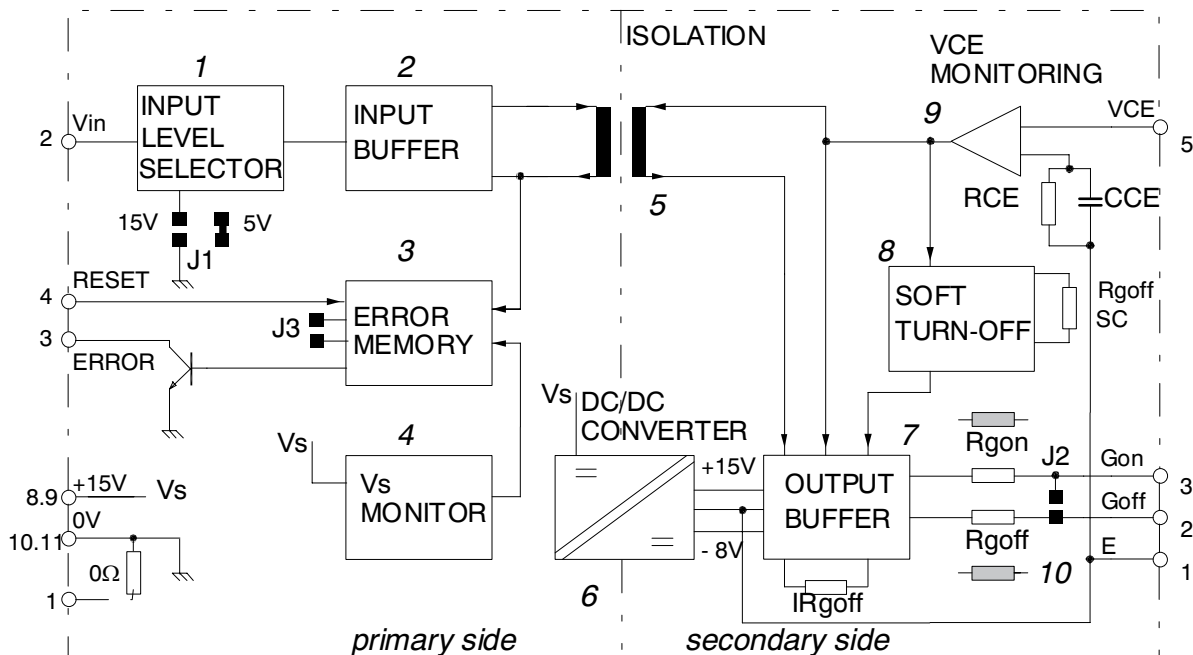 ISOLATION
VCE
MONITORING
1
2
9
INPUT
LEVEL
SELECTOR
INPUT
BUFFER
2
Vin
VCE
5
15V
5V
J1
5
RCE
CCE
3
8
4
RESET
J3
ERROR
MEMORY
SOFT
TURN-OFF
Rgoff
SC
3
ERROR
Vs
DC/DC
CONVERTER
4
7
Rgon
J2
Vs
Vs
MONITOR
+15V
- 8V
OUTPUT
BUFFER
Gon
3
Goff
2
Rgoff
E
1
10
8.9
+15V
Vs
0V
10.11
0Ω
1
6
IRgoff
primary side
secondary side